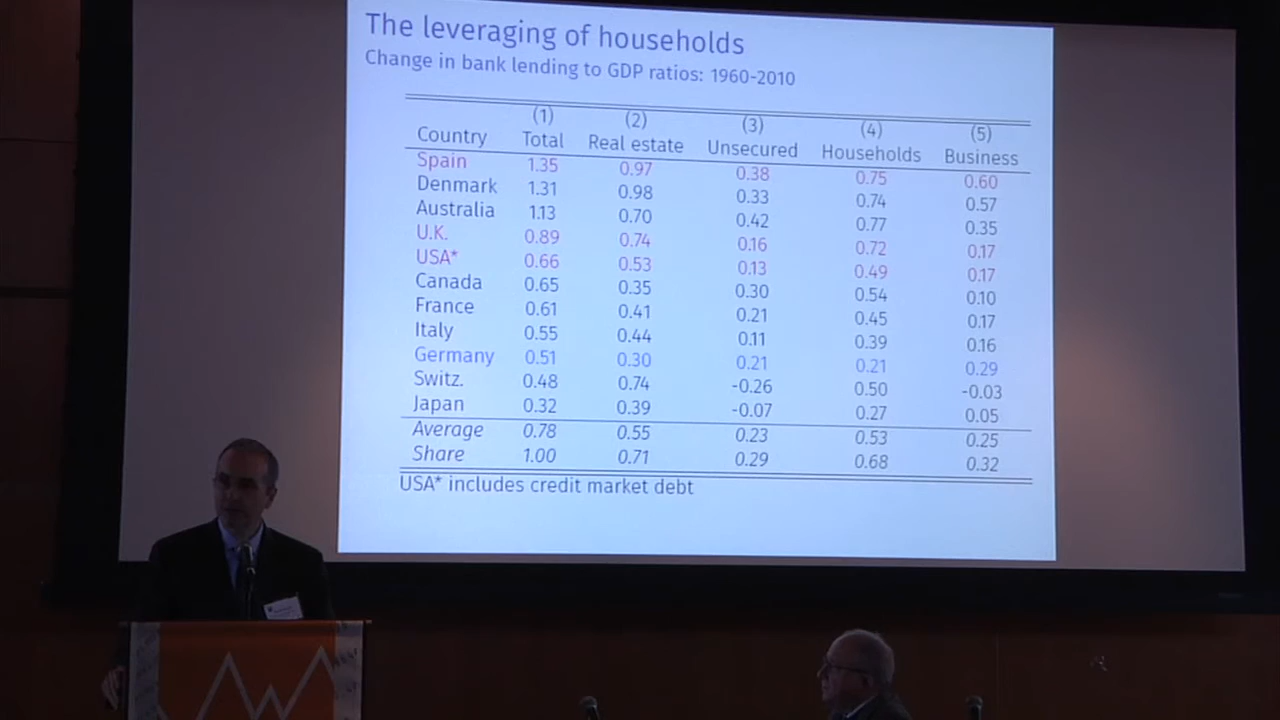 The leveraging of households
Change in bank lending to GDP ratios: 1960-2010
(1) (2) (3) (4) (5)
Country Total Real estate Unsecured Households Business
Spain 1.35 0.97 0.38 0.75 0.60
Denmark 1.31 0.98 0.33 0.74 0.57
Australia 1.13 0.70 0.42 0.77 0.35
U.K. 0.89 0.74 0.16 0.72 0.17
USA* 0.66 0.53 0.13 0.49 0.17
Canada 0.65 0.35 0.30 0.54 0.10
France 0.61 0.41 0.21 0.45 0.17
Italy 0.55 0.44 0.11 0.39 0.16
Germany 0.51 0.30 0.21 0.21 0.29
Switz. 0.48 0.74 -0.26 0.50 -0.03
Japan 0.32 0.39 -0.07 0.27 0.05
Average 0.78 0.55 0.23 0.53 0.25
Share 1.00 0.71 0.29 0.68 0.32
USA* includes credit market debt